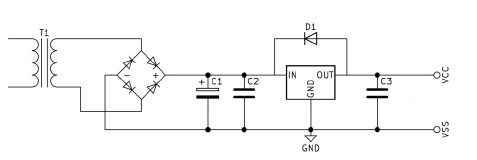 T1
D1
- +
+ C1
C2
IN OUT
GND
C3
VCC
VSS
GND